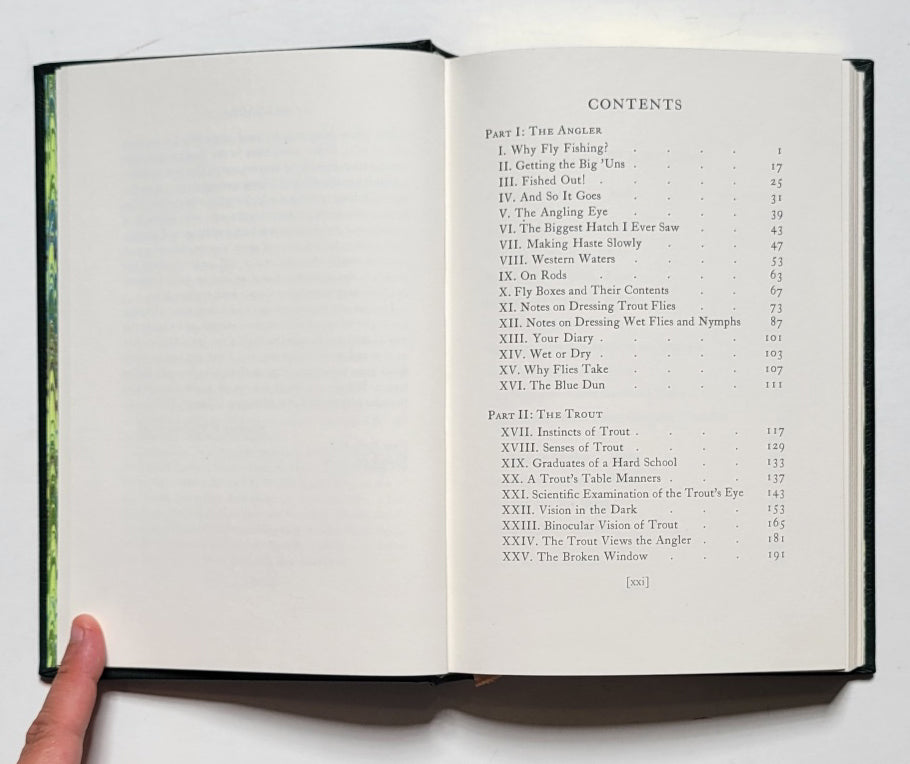 CONTENTS
Part I: The Angler
I. Why Fly Fishing? . . . . 1
II. Getting the Big 'Uns . . . . 17
III. Fished Out! . . . . 25
IV. And So It Goes . . . . 31
V. The Angling Eye . . . . 39
VI. The Biggest Hatch I Ever Saw . . 43
VII. Making Haste Slowly . . . 47
VIII. Western Waters . . . . 53
IX. On Rods . . . . . 63
X. Fly Boxes and Their Contents . . 67
XI. Notes on Dressing Trout Flies . . 73
XII. Notes on Dressing Wet Flies and Nymphs 87
XIII. Your Diary . . . . . 101
XIV. Wet or Dry . . . . . 103
XV. Why Flies Take . . . . 107
XVI. The Blue Dun . . . . 111
Part II: The Trout
XVII. Instincts of Trout . . . . 117
XVIII. Senses of Trout . . . . 129
XIX. Graduates of a Hard School . . 133
XX. A Trout's Table Manners . . . 137
XXI. Scientific Examination of the Trout's Eye 143
XXII. Vision in the Dark . . . 153
XXIII. Binocular Vision of Trout . . 165
XXIV. The Trout Views the Angler . . 181
XXV. The Broken Window . . . 191
[xxi]